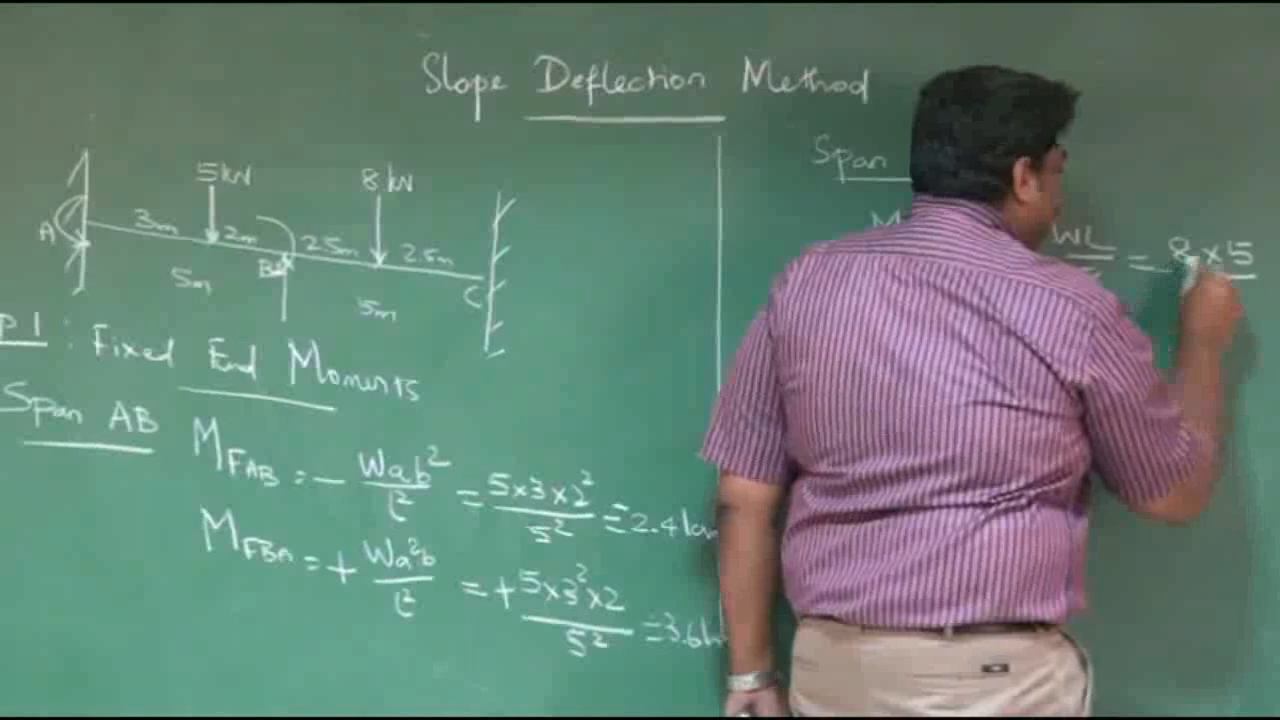 Slope Deflection Method
5 kN
8 kN
3m
2m
2.5m
2.5m
A
B
C
5m
5m
P 1 : Fixed End Moments
Span AB
M_FAB = - Wab²/l² = 5×3×2²/5² = -2.4 kN
M_FBA = + Wa²b/l² = + 5×3²×2/5² = 3.6
Span
M
WL = 8×5